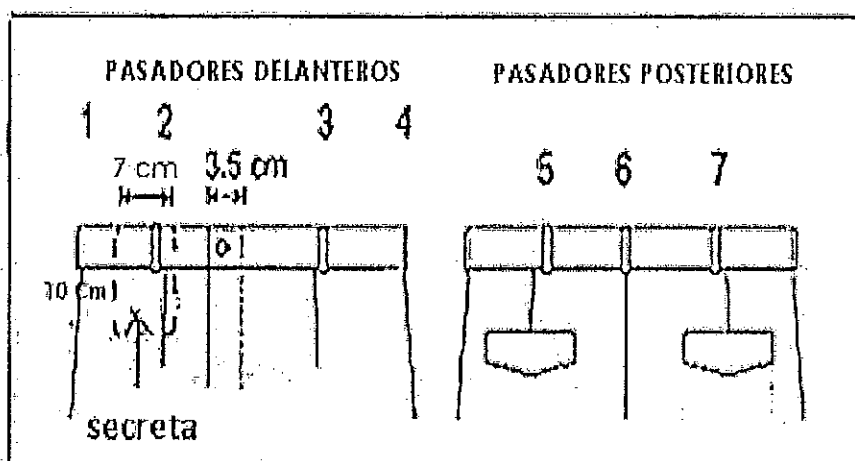 PASADORES DELANTEROS
PASADORES POSTERIORES
1 2 3 4
7 cm 3.5 cm
5 6 7
10 cm
secreta